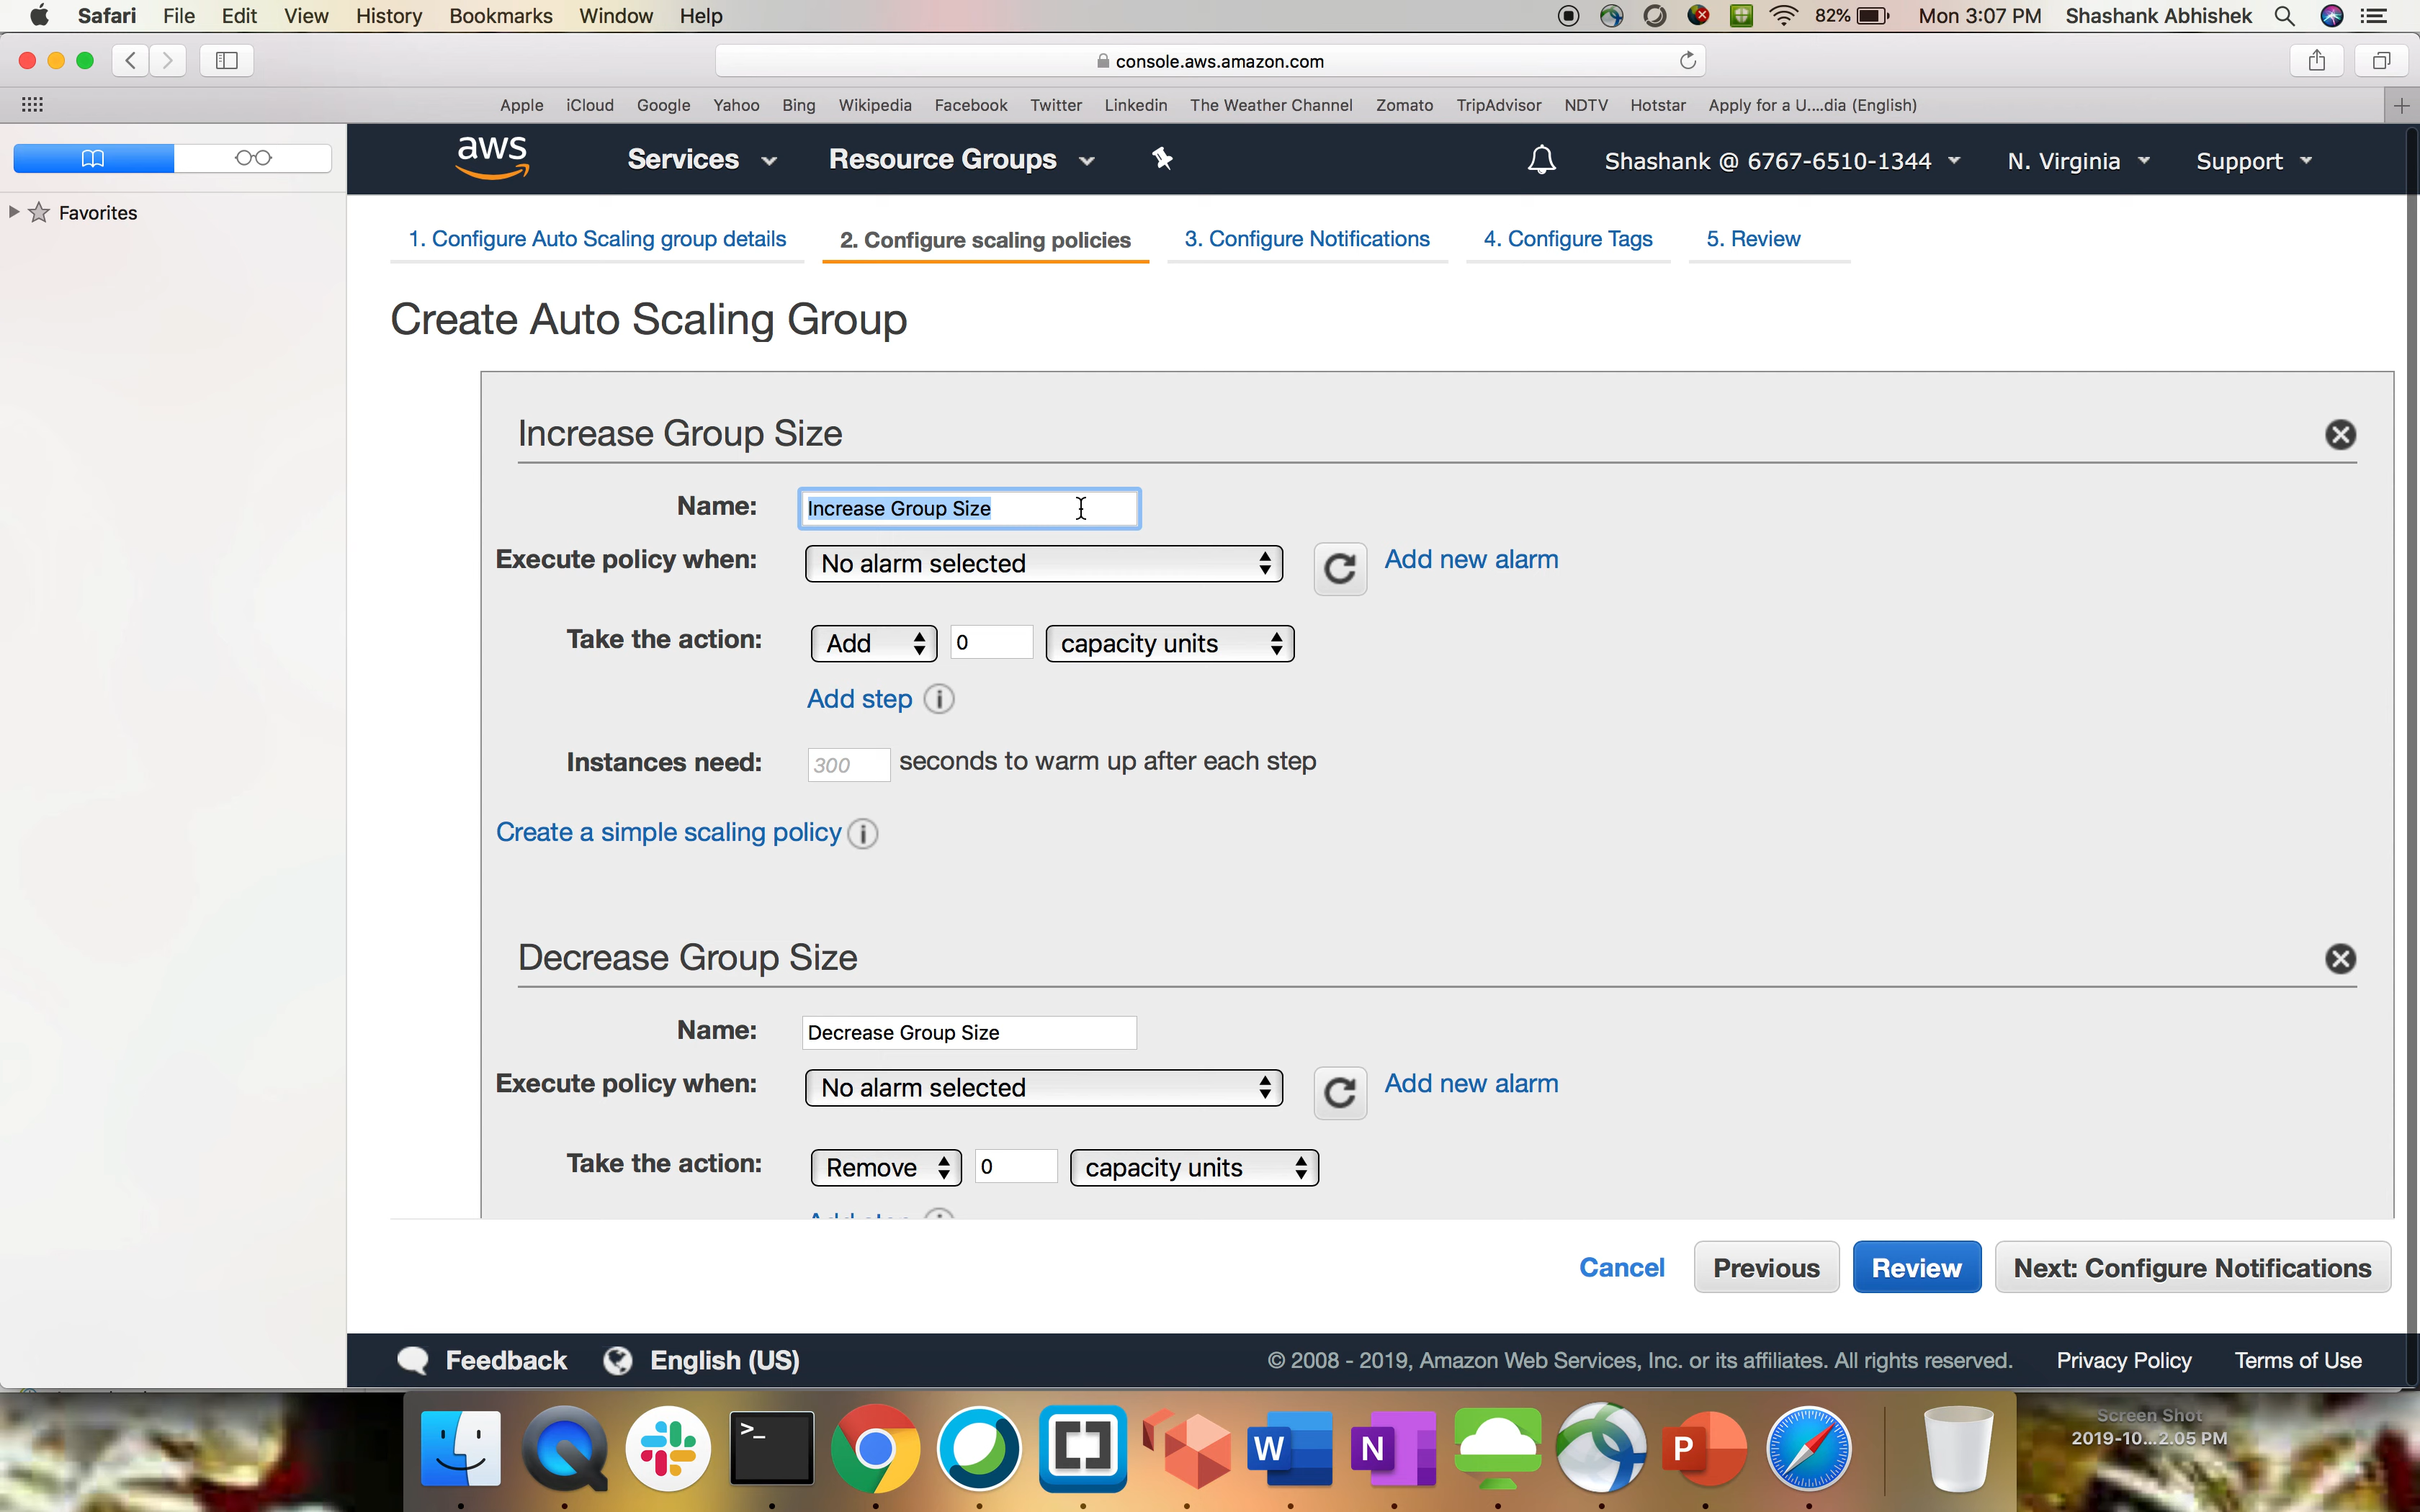 Safari File Edit View History Bookmarks Window Help 82% Mon 3:07 PM Shashank Abhishek
console.aws.amazon.com
Apple iCloud Google Yahoo Bing Wikipedia Facebook Twitter Linkedin The Weather Channel Zomato TripAdvisor NDTV Hotstar Apply for a U....dia (English)
aws Services Resource Groups Shashank @ 6767-6510-1344 N. Virginia Support
Favorites
1. Configure Auto Scaling group details 2. Configure scaling policies 3. Configure Notifications 4. Configure Tags 5. Review
Create Auto Scaling Group
Increase Group Size
Name: Increase Group Size
Execute policy when: No alarm selected Add new alarm
Take the action: Add 0 capacity units
Add step
Instances need: 300 seconds to warm up after each step
Create a simple scaling policy
Decrease Group Size
Name: Decrease Group Size
Execute policy when: No alarm selected Add new alarm
Take the action: Remove 0 capacity units
Cancel Previous Review Next: Configure Notifications
Feedback English (US) © 2008 - 2019, Amazon Web Services, Inc. or its affiliates. All rights reserved. Privacy Policy Terms of Use
Screen Shot
2019-10...2.05 PM
>_ W N P